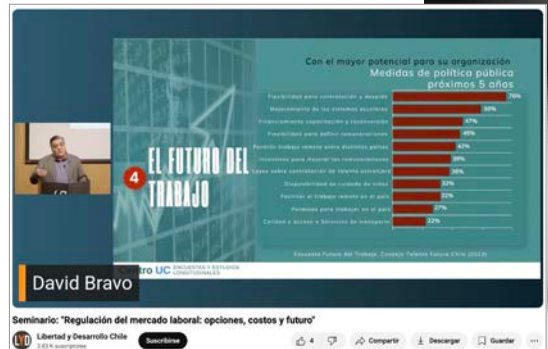 Con el mayor potencial para su organización
Medidas de política pública
próximos 5 años
Flexibilidad para contratación y despido 76%
Mejoramiento de los sistemas escolares 50%
Financiamiento capacitación y reconversión 47%
Flexibilidad para definir remuneraciones 45%
Permitir trabajo remoto entre distintos países 42%
Incentivos para mejorar las remuneraciones 39%
Leyes sobre contratación de talento extranjero 38%
Disponibilidad de cuidado de niños 32%
Facilitar el trabajo remoto en el país 32%
Permisos para trabajar en el país 27%
Calidad y acceso a Servicios de transporte 22%
4 EL FUTURO DEL
TRABAJO
Encuesta Futuro del Trabajo, Consejo Talento Futuro Chile (2023)
Centro UC ENCUESTAS Y ESTUDIOS
LONGITUDINALES
David Bravo
Seminario: "Regulación del mercado laboral: opciones, costos y futuro"
LYD
Libertad y Desarrollo Chile
Suscribirse
4
Compartir
Descargar
Guardar